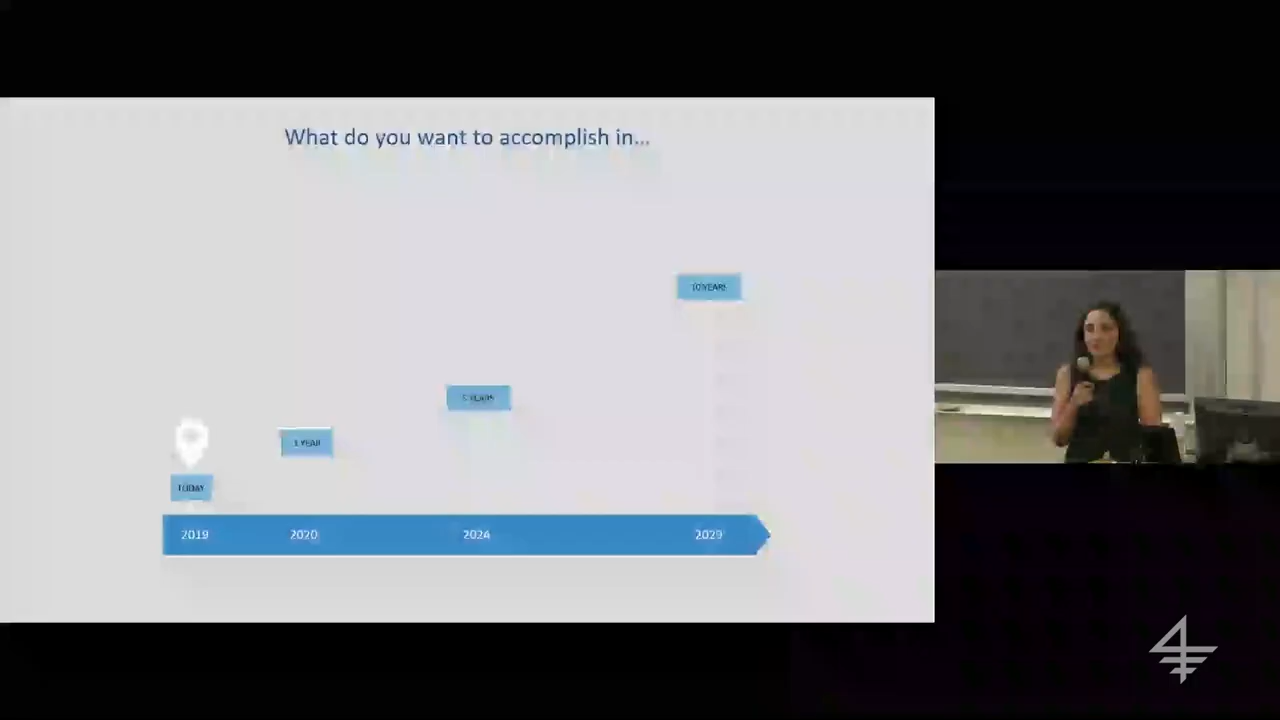 What do you want to accomplish in...
10 YEARS
5 YEARS
1 YEAR
TODAY
2019 2020 2024 2029